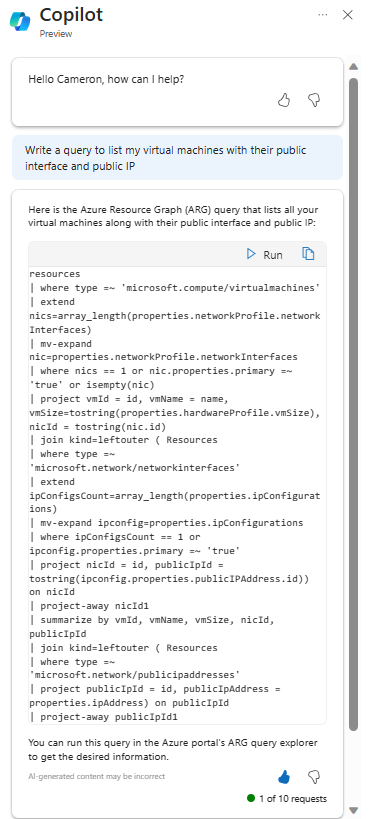 Copilot
Preview
Hello Cameron, how can I help?
Write a query to list my virtual machines with their public
interface and public IP
Here is the Azure Resource Graph (ARG) query that lists all your
virtual machines along with their public interface and public IP:
Run
resources
| where type =~ 'microsoft.compute/virtualmachines'
| extend
nics=array_length(properties.networkProfile.network
Interfaces)
| mv-expand
nic=properties.networkProfile.networkInterfaces
| where nics == 1 or nic.properties.primary =~
'true' or isempty(nic)
| project vmId = id, vmName = name,
vmSize=tostring(properties.hardwareProfile.vmSize),
nicId = tostring(nic.id)
| join kind=leftouter ( Resources
| where type =~
'microsoft.network/networkinterfaces'
| extend
ipConfigsCount=array_length(properties.ipConfigurat
ions)
| mv-expand ipconfig=properties.ipConfigurations
| where ipConfigsCount == 1 or
ipconfig.properties.primary =~ 'true'
| project nicId = id, publicIpId =
tostring(ipconfig.properties.publicIPAddress.id))
on nicId
| project-away nicId1
| summarize by vmId, vmName, vmSize, nicId,
publicIpId
| join kind=leftouter ( Resources
| where type =~
'microsoft.network/publicipaddresses'
| project publicIpId = id, publicIpAddress =
properties.ipAddress) on publicIpId
| project-away publicIpId1
You can run this query in the Azure portal's ARG query explorer
to get the desired information.
AI-generated content may be incorrect
1 of 10 requests